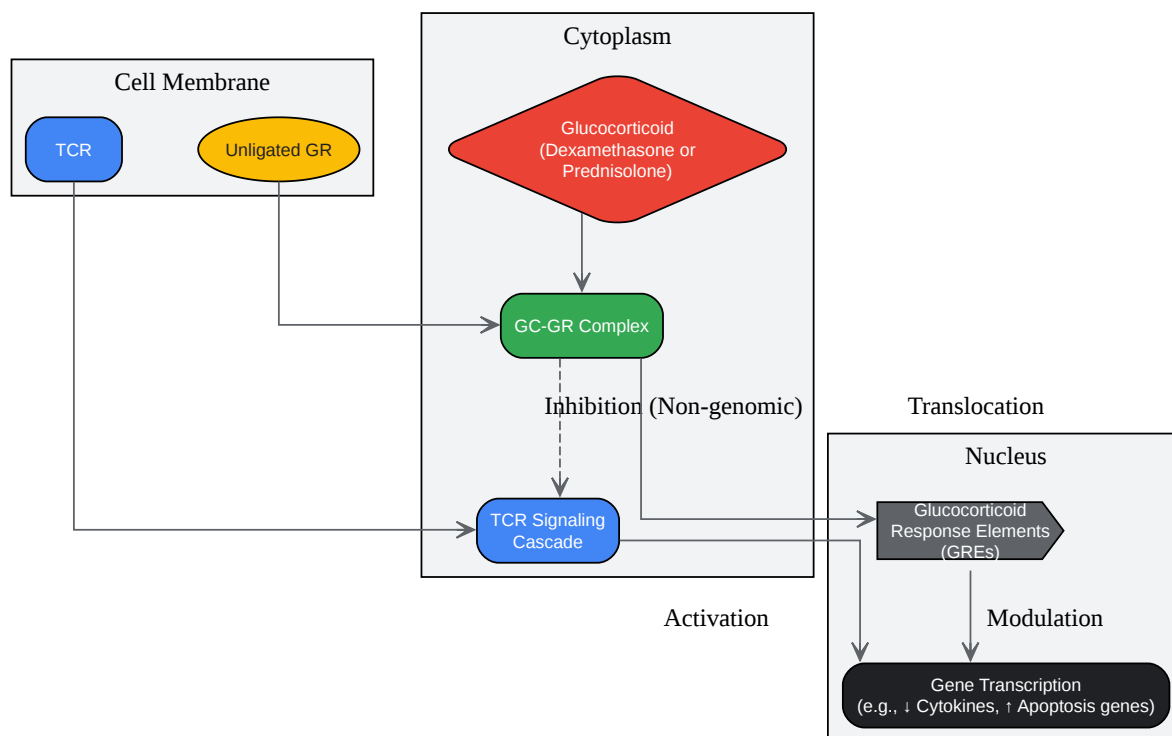 Cytoplasm
Cell Membrane
TCR
Unligated GR
Glucocorticoid
(Dexamethasone or
Prednisolone)
GC-GR Complex
Inhibition (Non-genomic)
Translocation
Nucleus
TCR Signaling
Cascade
Glucocorticoid
Response Elements
(GREs)
Activation
Modulation
Gene Transcription
(e.g., ↓ Cytokines, ↑ Apoptosis genes)